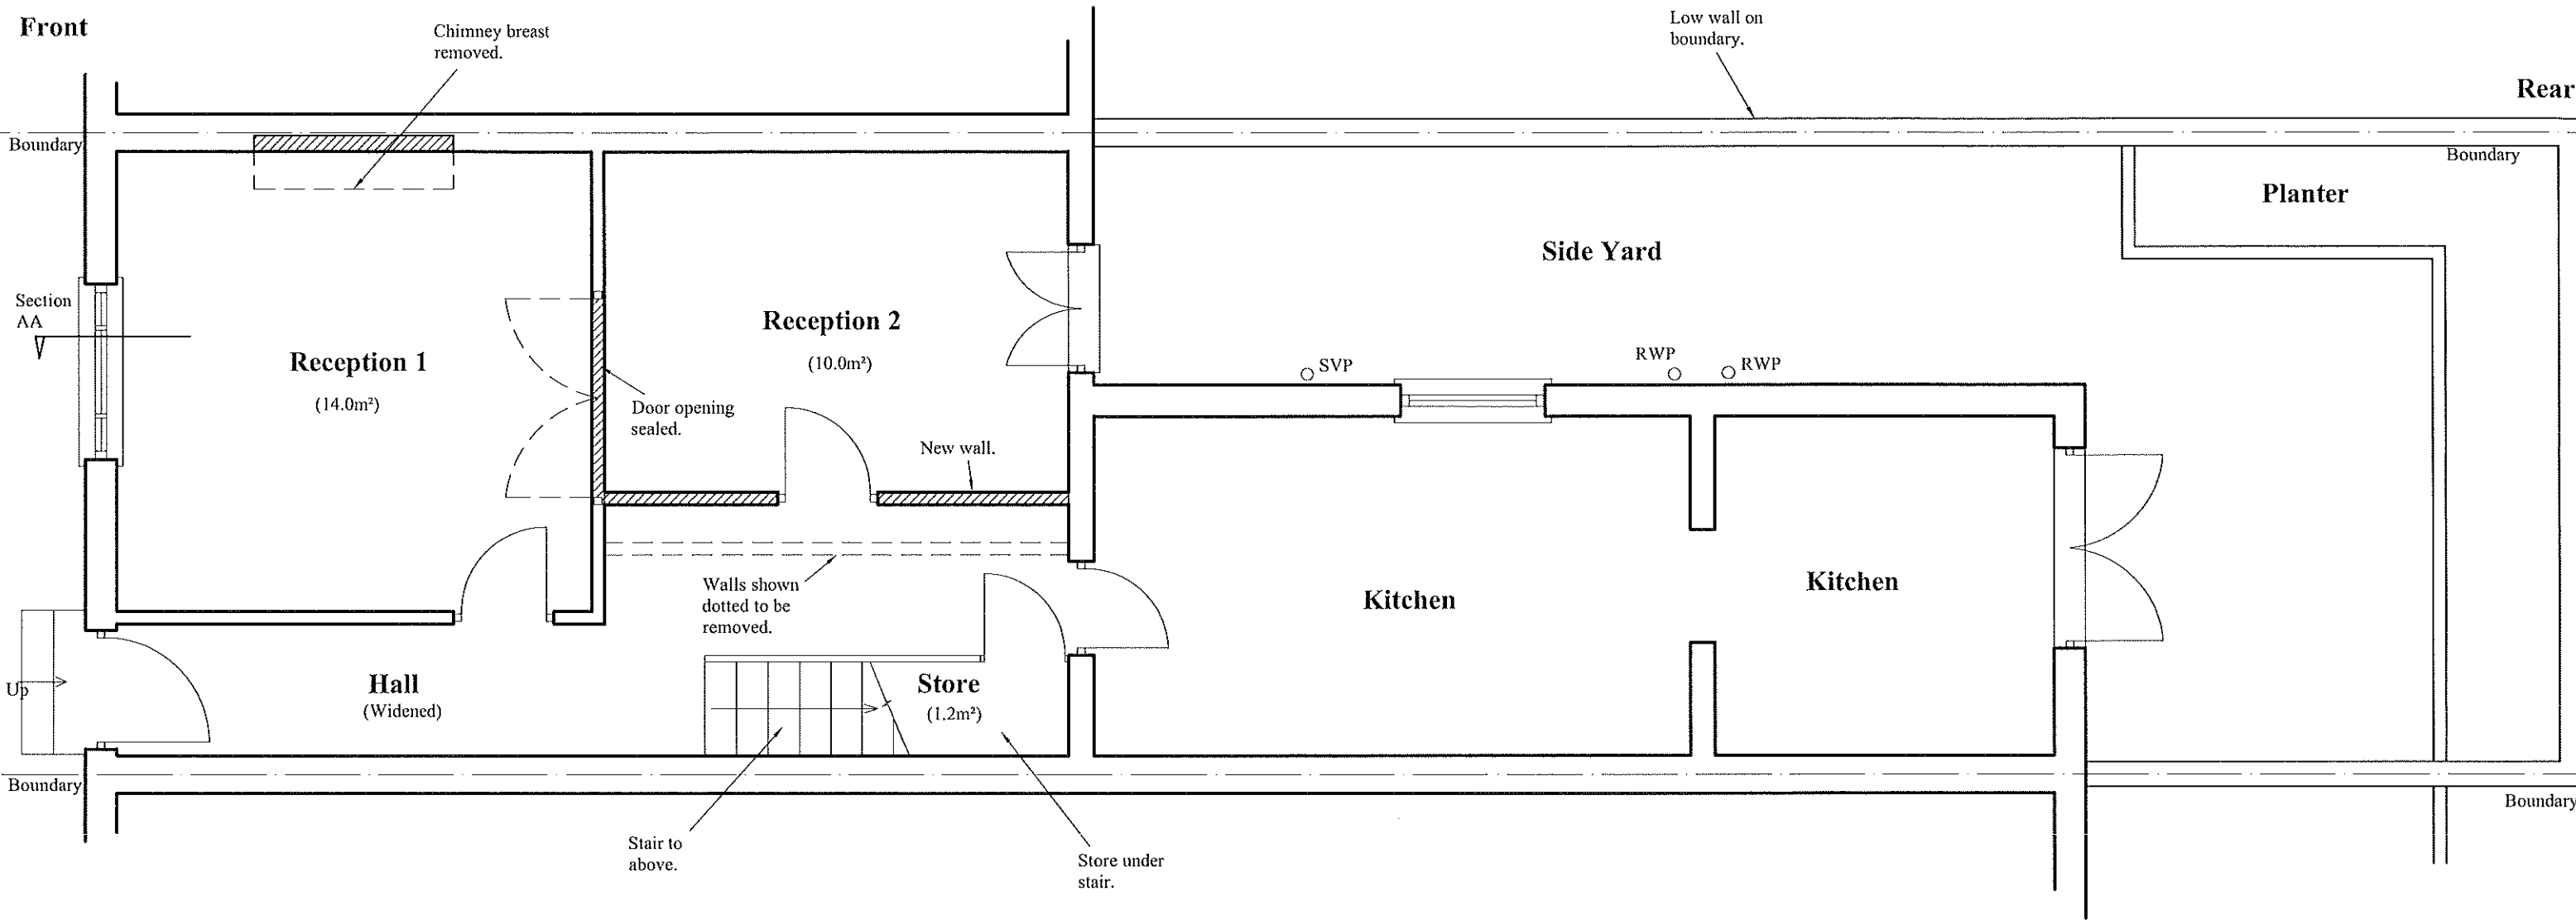 Front
Chimney breast
removed.
Low wall on
boundary.
Rear
Boundary
Boundary
Planter
Side Yard
Section
AA
Reception 1
(14.0m²)
Reception 2
(10.0m²)
SVP
RWP
RWP
Door opening
sealed.
New wall.
Walls shown
dotted to be
removed.
Kitchen
Kitchen
Up
Hall
(Widened)
Store
(1.2m²)
Boundary
Boundary
Stair to
above.
Store under
stair.